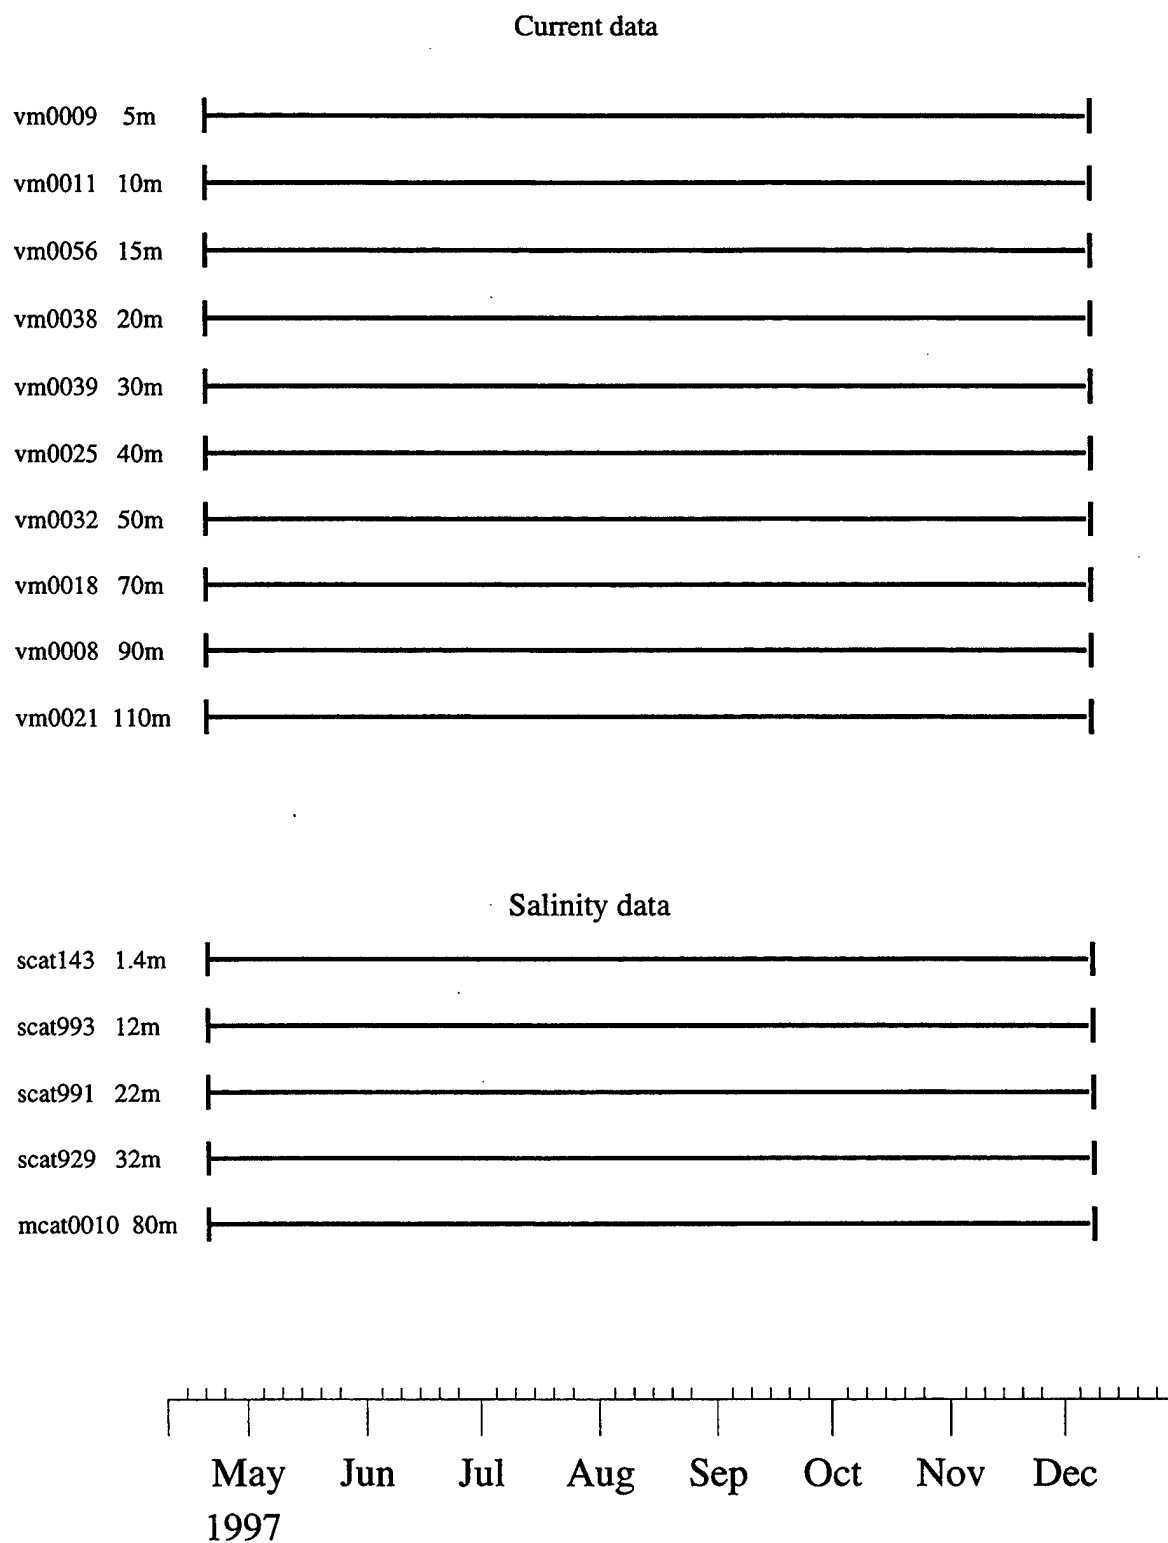 Current data
vm0009 5m
vm0011 10m
vm0056 15m
vm0038 20m
vm0039 30m
vm0025 40m
vm0032 50m
vm0018 70m
vm0008 90m
vm0021 110m
Salinity data
scat143 1.4m
scat993 12m
scat991 22m
scat929 32m
mcat0010 80m
May Jun Jul Aug Sep Oct Nov Dec
1997